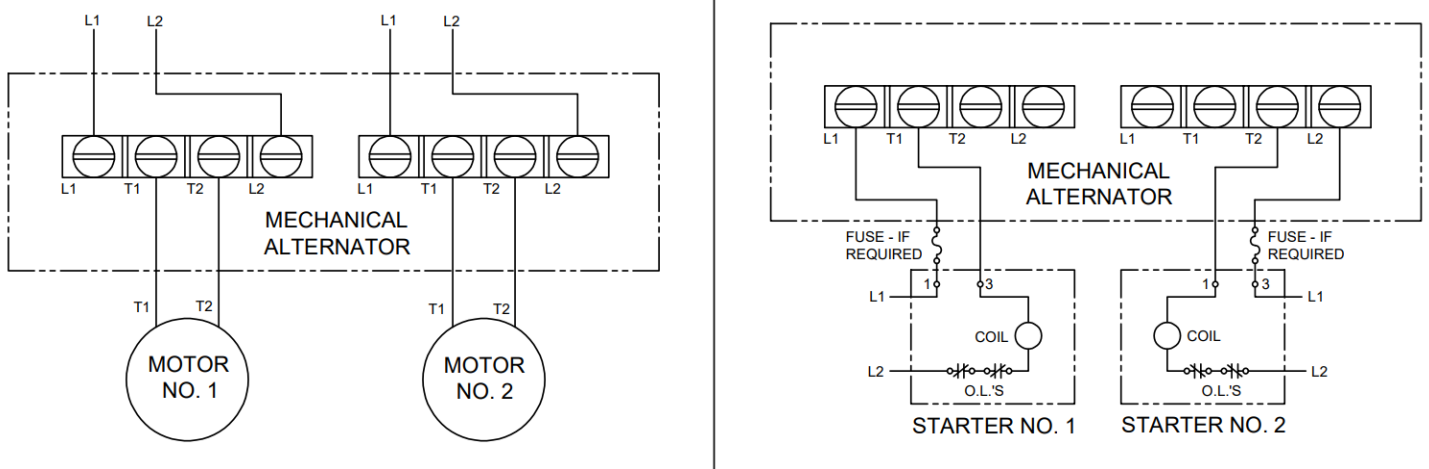 L1 L2 L1 L2
L1 T1 T2 L2 L1 T1 T2 L2
MECHANICAL
ALTERNATOR
T1 T2 T1 T2
MOTOR
NO. 1
MOTOR
NO. 2
L1 T1 T2 L2 L1 T1 T2 L2
MECHANICAL
ALTERNATOR
FUSE - IF
REQUIRED
FUSE - IF
REQUIRED
1 3 1 3
L1 L1
COIL COIL
L2 L2
O.L.'S O.L.'S
STARTER NO. 1 STARTER NO. 2